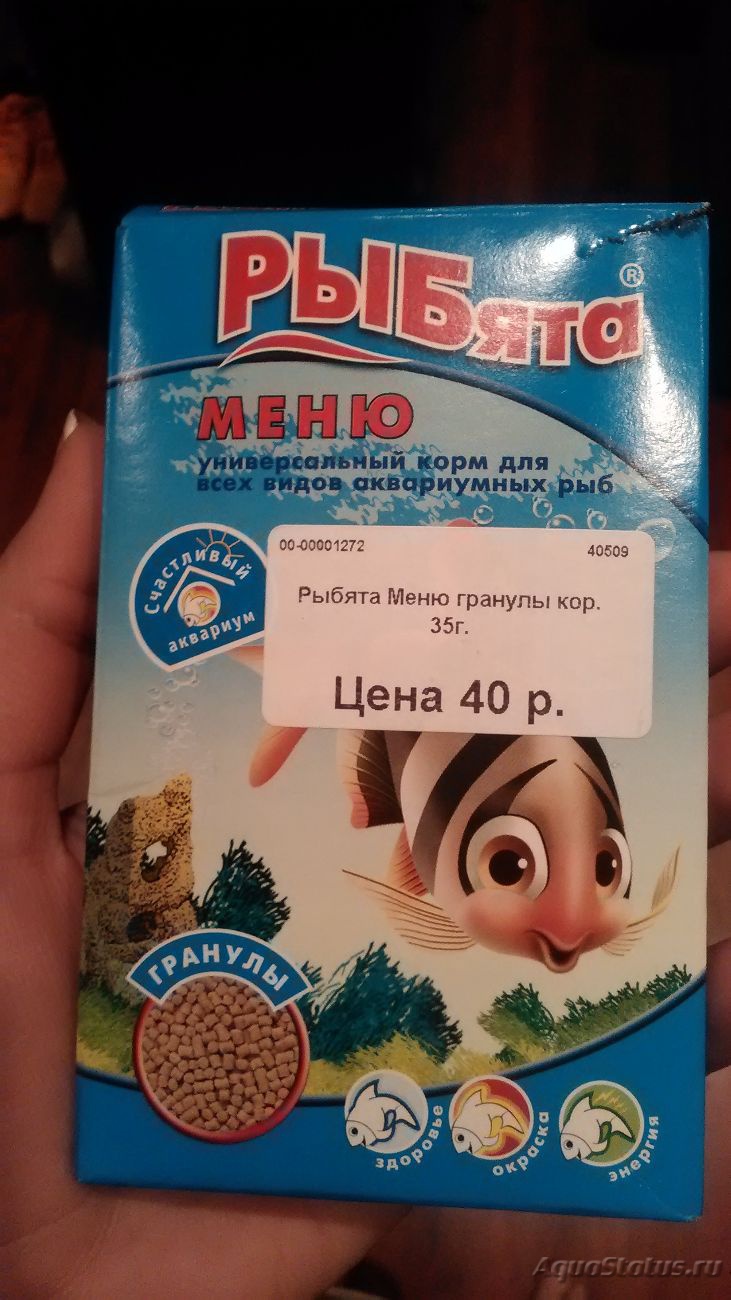 РЫБята®
МЕНЮ
универсальный корм для
всех видов аквариумных рыб
Счастливый
аквариум
00-00001272 40509
Рыбята Меню гранулы кор.
35г.
Цена 40 р.
ГРАНУЛЫ
здоровье
окраска
энергия
AquaStatus.ru